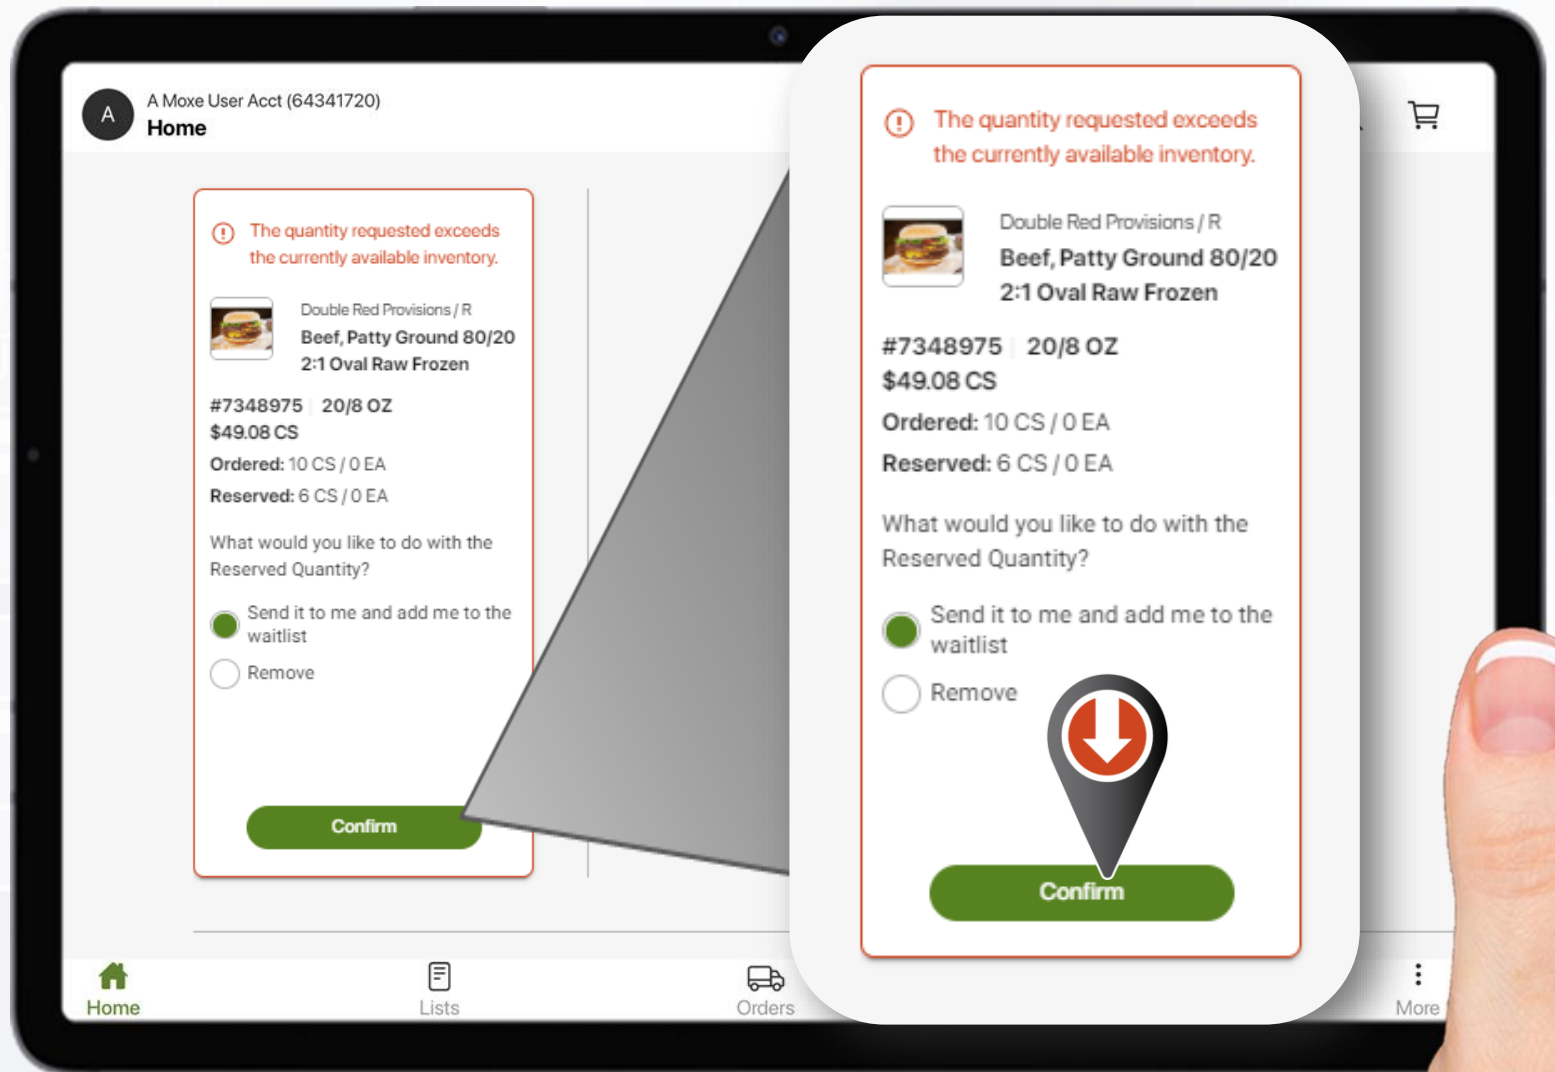 A
A Moxe User Acct (64341720)
Home
The quantity requested exceeds
the currently available inventory.
Double Red Provisions / R
Beef, Patty Ground 80/20
2:1 Oval Raw Frozen
#7348975 20/8 OZ
$49.08 CS
Ordered: 10 CS / 0 EA
Reserved: 6 CS / 0 EA
What would you like to do with the
Reserved Quantity?
Send it to me and add me to the
waitlist
Remove
Confirm
The quantity requested exceeds
the currently available inventory.
Double Red Provisions / R
Beef, Patty Ground 80/20
2:1 Oval Raw Frozen
#7348975 20/8 OZ
$49.08 CS
Ordered: 10 CS / 0 EA
Reserved: 6 CS / 0 EA
What would you like to do with the
Reserved Quantity?
Send it to me and add me to the
waitlist
Remove
Confirm
Home
Lists
Orders
More